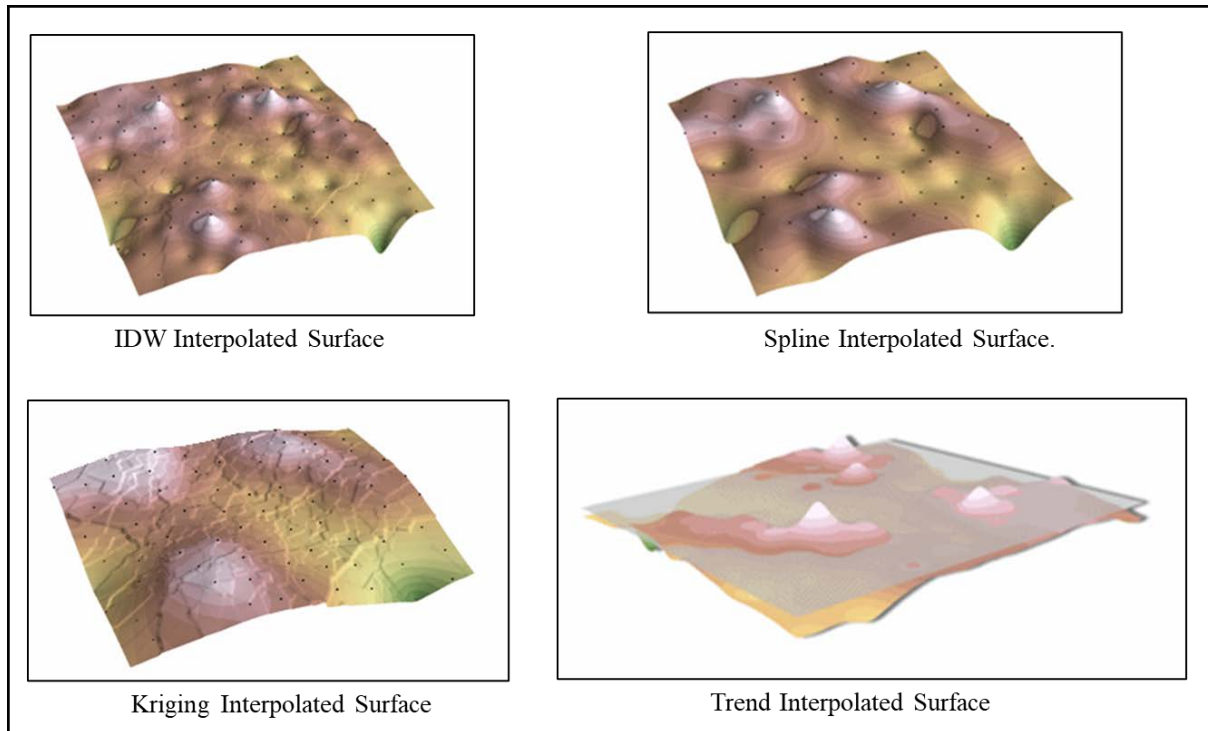 IDW Interpolated Surface
Spline Interpolated Surface.
Kriging Interpolated Surface
Trend Interpolated Surface